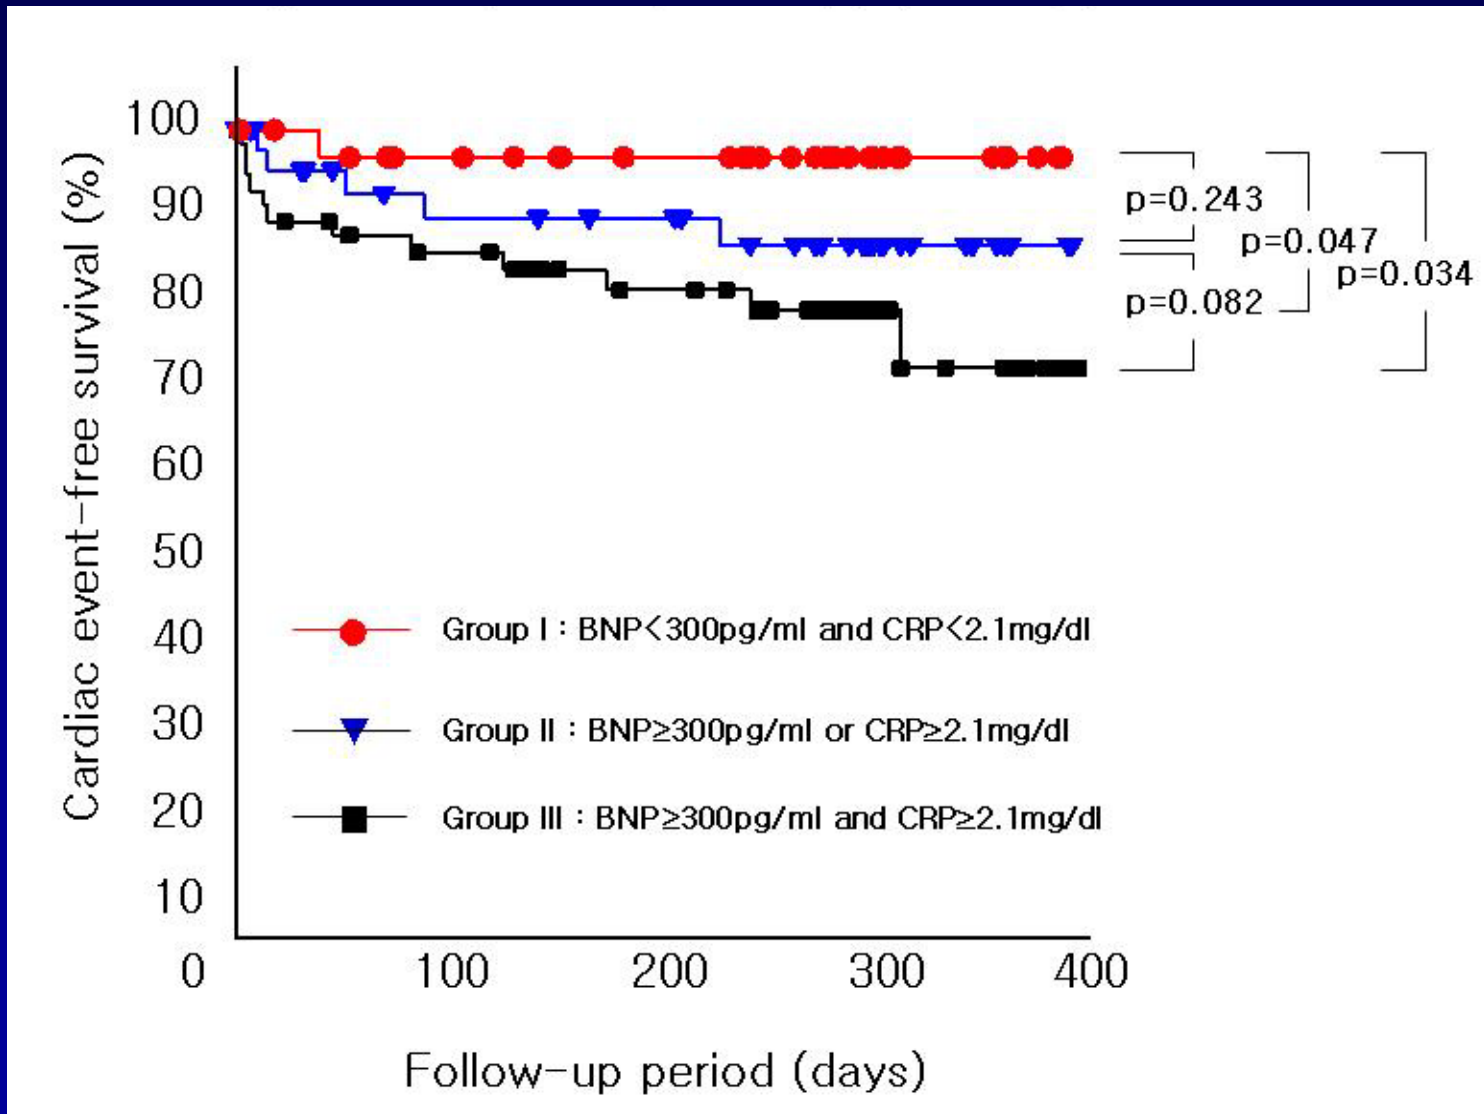 Cardiac event-free survival (%)
100
90
80
70
60
50
40
30
20
10
0
100
200
300
400
Follow-up period (days)
p=0.243
p=0.047
p=0.034
p=0.082
Group I : BNP<300pg/ml and CRP<2.1mg/dl
Group II : BNP≥300pg/ml or CRP≥2.1mg/dl
Group III : BNP≥300pg/ml and CRP≥2.1mg/dl